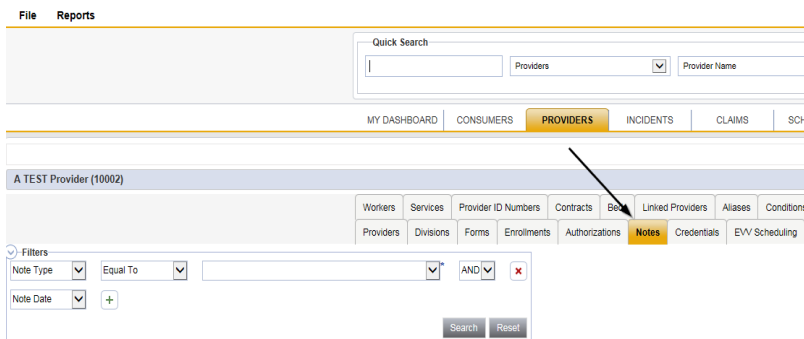 File Reports
Quick Search
Providers Provider Name
MY DASHBOARD CONSUMERS PROVIDERS INCIDENTS CLAIMS SCH
A TEST Provider (10002)
Workers Services Provider ID Numbers Contracts Linked Providers Aliases Conditions
Providers Divisions Forms Enrollments Authorizations Notes Credentials EVV Scheduling
Filters
Note Type Equal To * AND
Note Date +
Search Reset